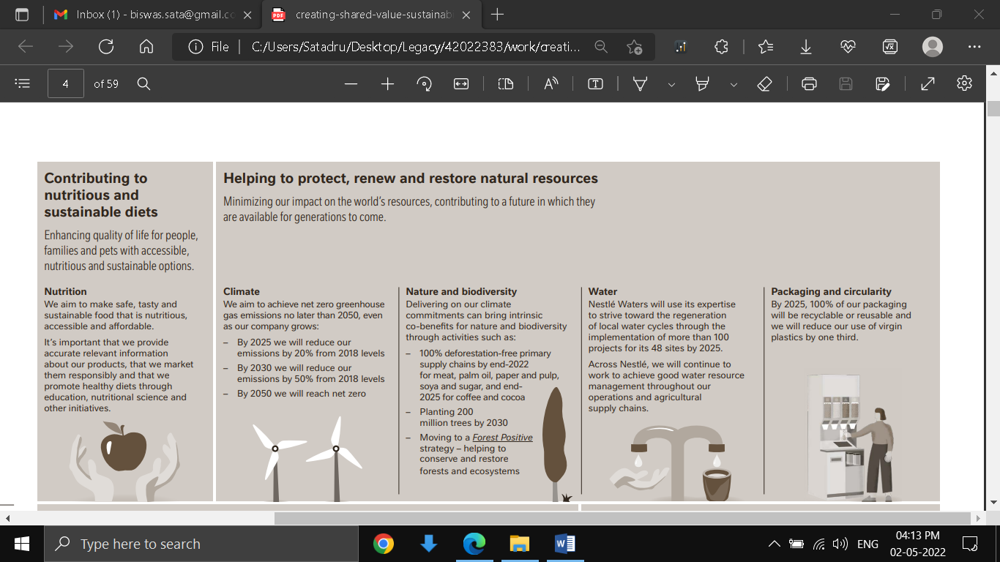 Inbox (1) - biswas.sata@gmail.co
creating-shared-value-sustainab
File
C:/Users/Satadru/Desktop/Legacy/42022383/work/creati...
4
of 59
Contributing to
nutritious and
sustainable diets
Enhancing quality of life for people,
families and pets with accessible,
nutritious and sustainable options.
Nutrition
We aim to make safe, tasty and
sustainable food that is nutritious,
accessible and affordable.
It's important that we provide
accurate relevant information
about our products, that we market
them responsibly and that we
promote healthy diets through
education, nutritional science and
other initiatives.
Helping to protect, renew and restore natural resources
Minimizing our impact on the world's resources, contributing to a future in which they
are available for generations to come.
Climate
We aim to achieve net zero greenhouse
gas emissions no later than 2050, even
as our company grows:
– By 2025 we will reduce our
emissions by 20% from 2018 levels
– By 2030 we will reduce our
emissions by 50% from 2018 levels
– By 2050 we will reach net zero
Nature and biodiversity
Delivering on our climate
commitments can bring intrinsic
co-benefits for nature and biodiversity
through activities such as:
– 100% deforestation-free primary
supply chains by end-2022
for meat, palm oil, paper and pulp,
soya and sugar, and end-
2025 for coffee and cocoa
– Planting 200
million trees by 2030
– Moving to a Forest Positive
strategy – helping to
conserve and restore
forests and ecosystems
Water
Nestlé Waters will use its expertise
to strive toward the regeneration
of local water cycles through the
implementation of more than 100
projects for its 48 sites by 2025.
Across Nestlé, we will continue to
work to achieve good water resource
management throughout our
operations and agricultural
supply chains.
Packaging and circularity
By 2025, 100% of our packaging
will be recyclable or reusable and
we will reduce our use of virgin
plastics by one third.
Type here to search
ENG
04:13 PM
02-05-2022